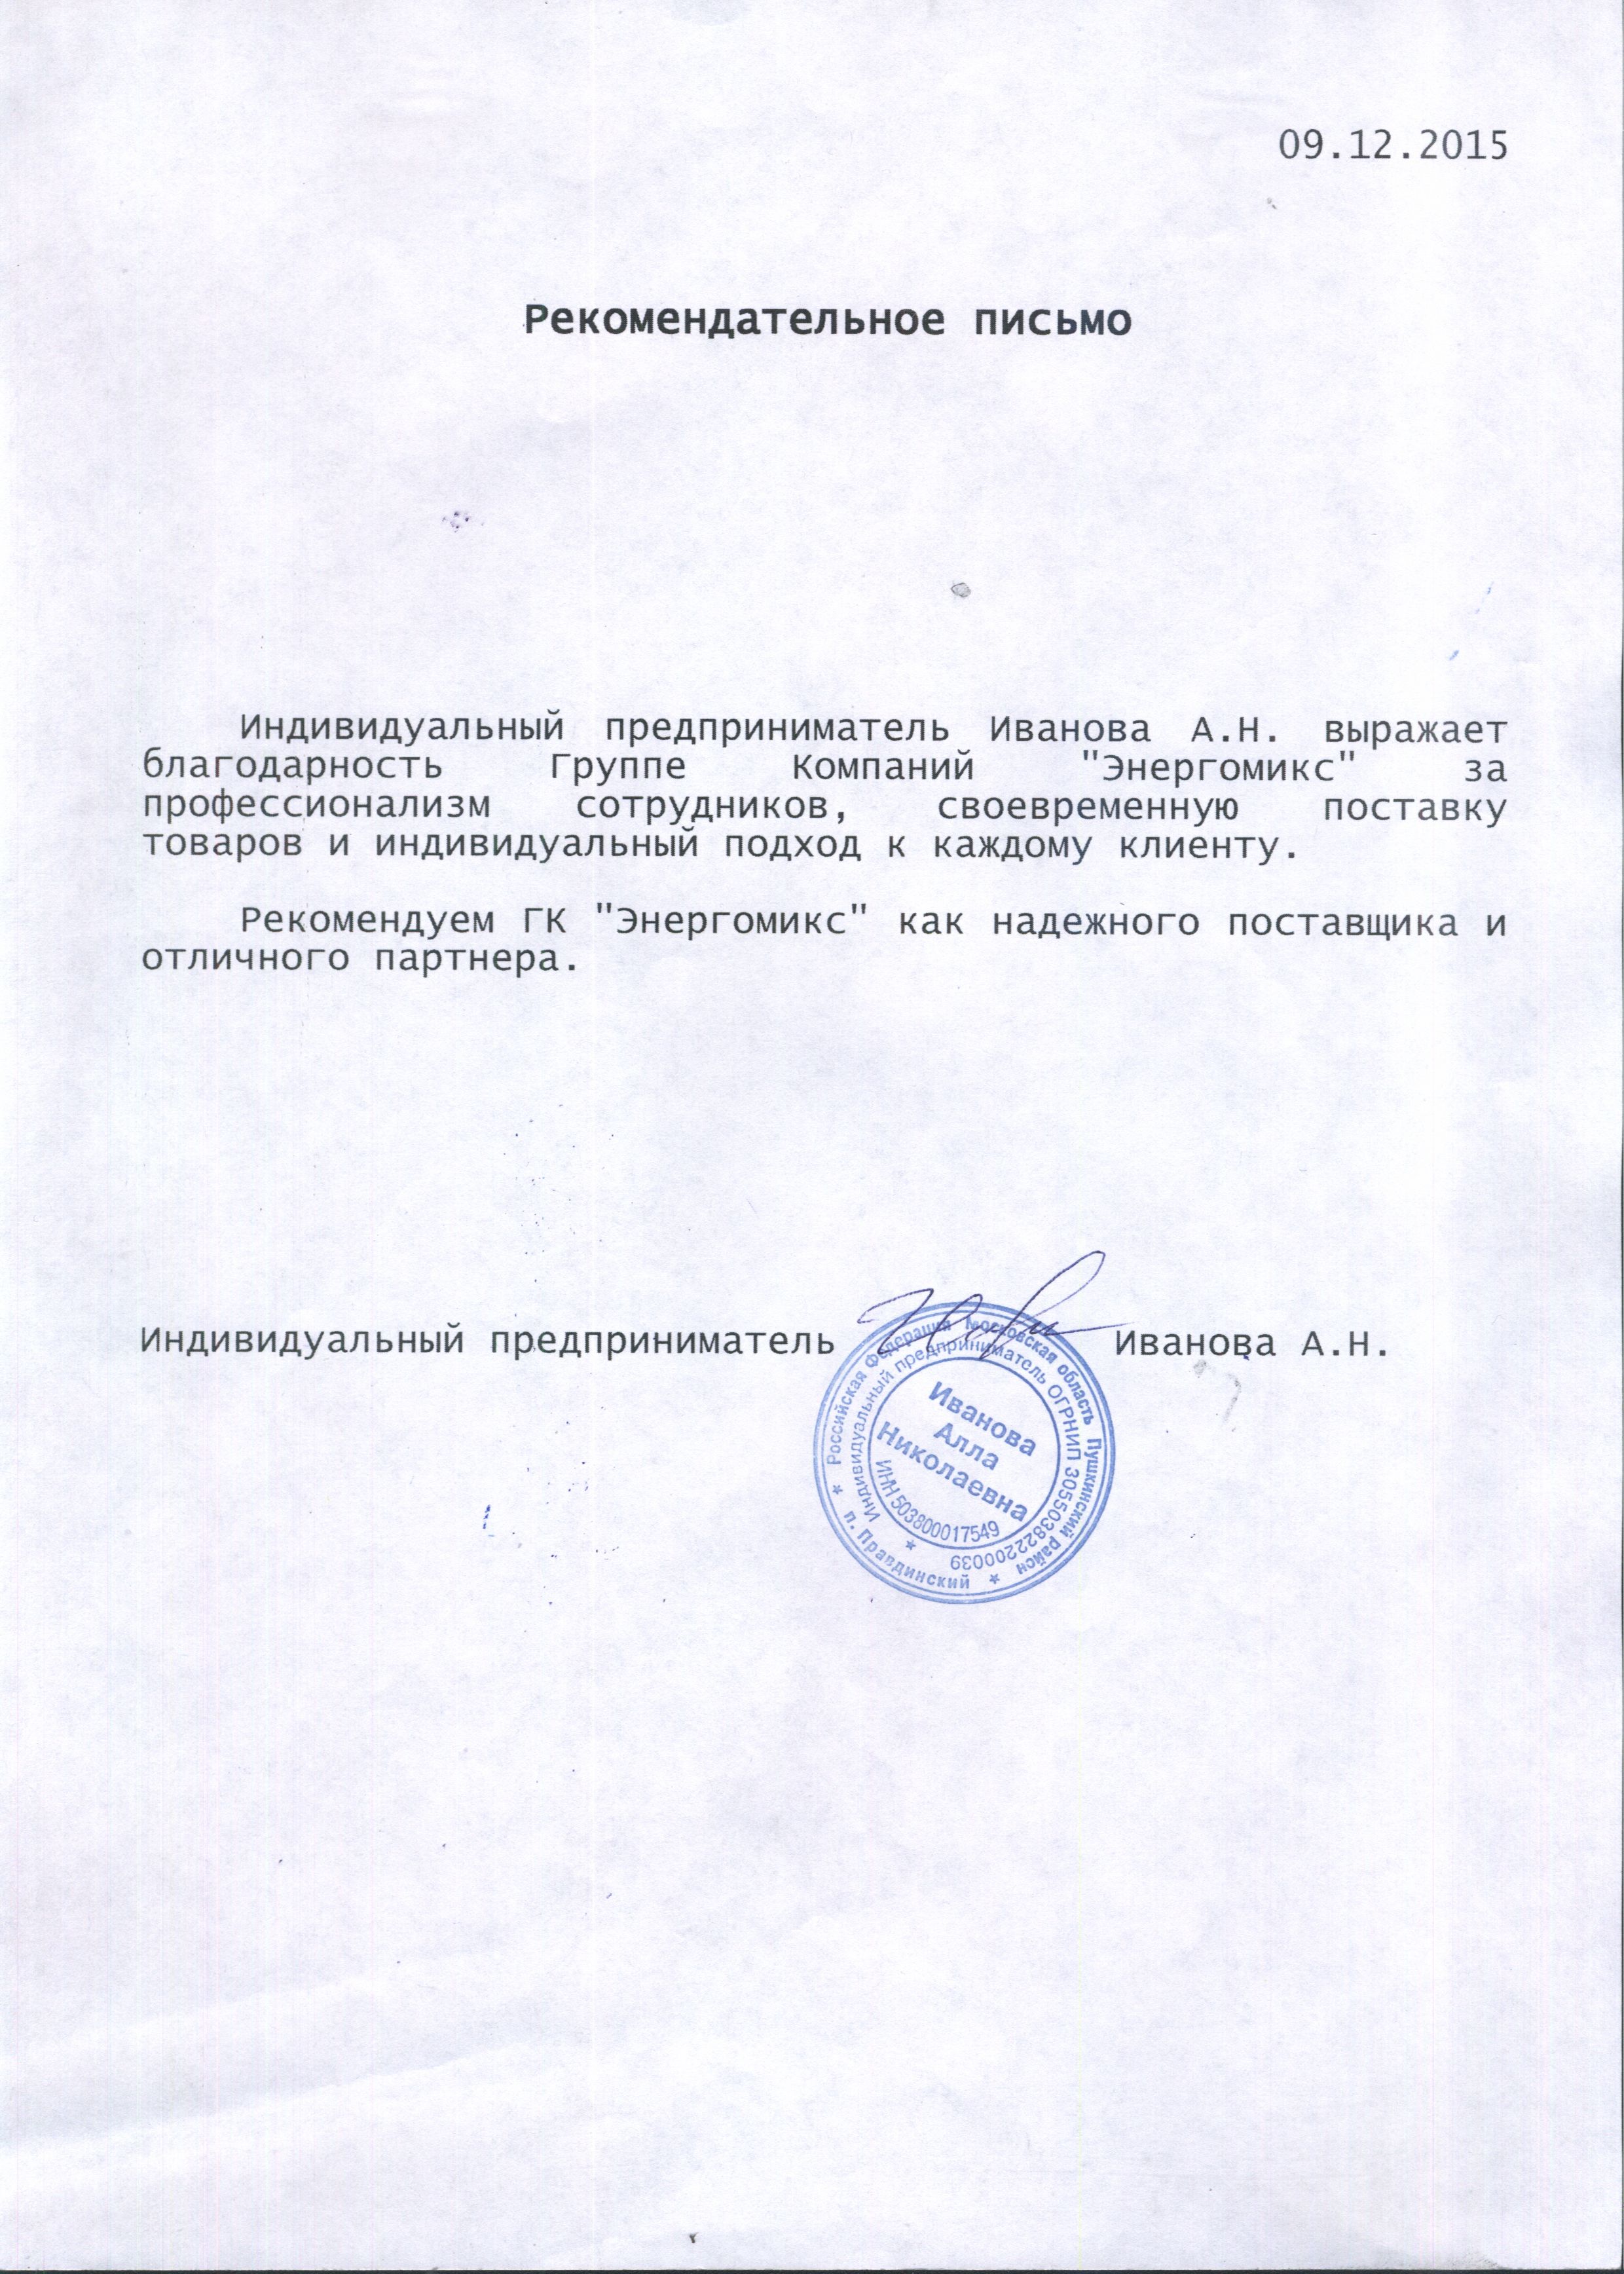 09.12.2015
Рекомендательное письмо
Индивидуальный предприниматель Иванова А.Н. выражает
благодарность Группе Компаний "Энергомикс" за
профессионализм сотрудников, своевременную поставку
товаров и индивидуальный подход к каждому клиенту.
Рекомендуем ГК "Энергомикс" как надежного поставщика и
отличного партнера.
Индивидуальный предприниматель Иванова А.Н.
Российская Федерация Московская область Пушкинский район
* п. Правдинский *
Индивидуальный предприниматель ОГРНИП 305503822200039 *
Иванова
Алла
Николаевна
ИНН 503800017549